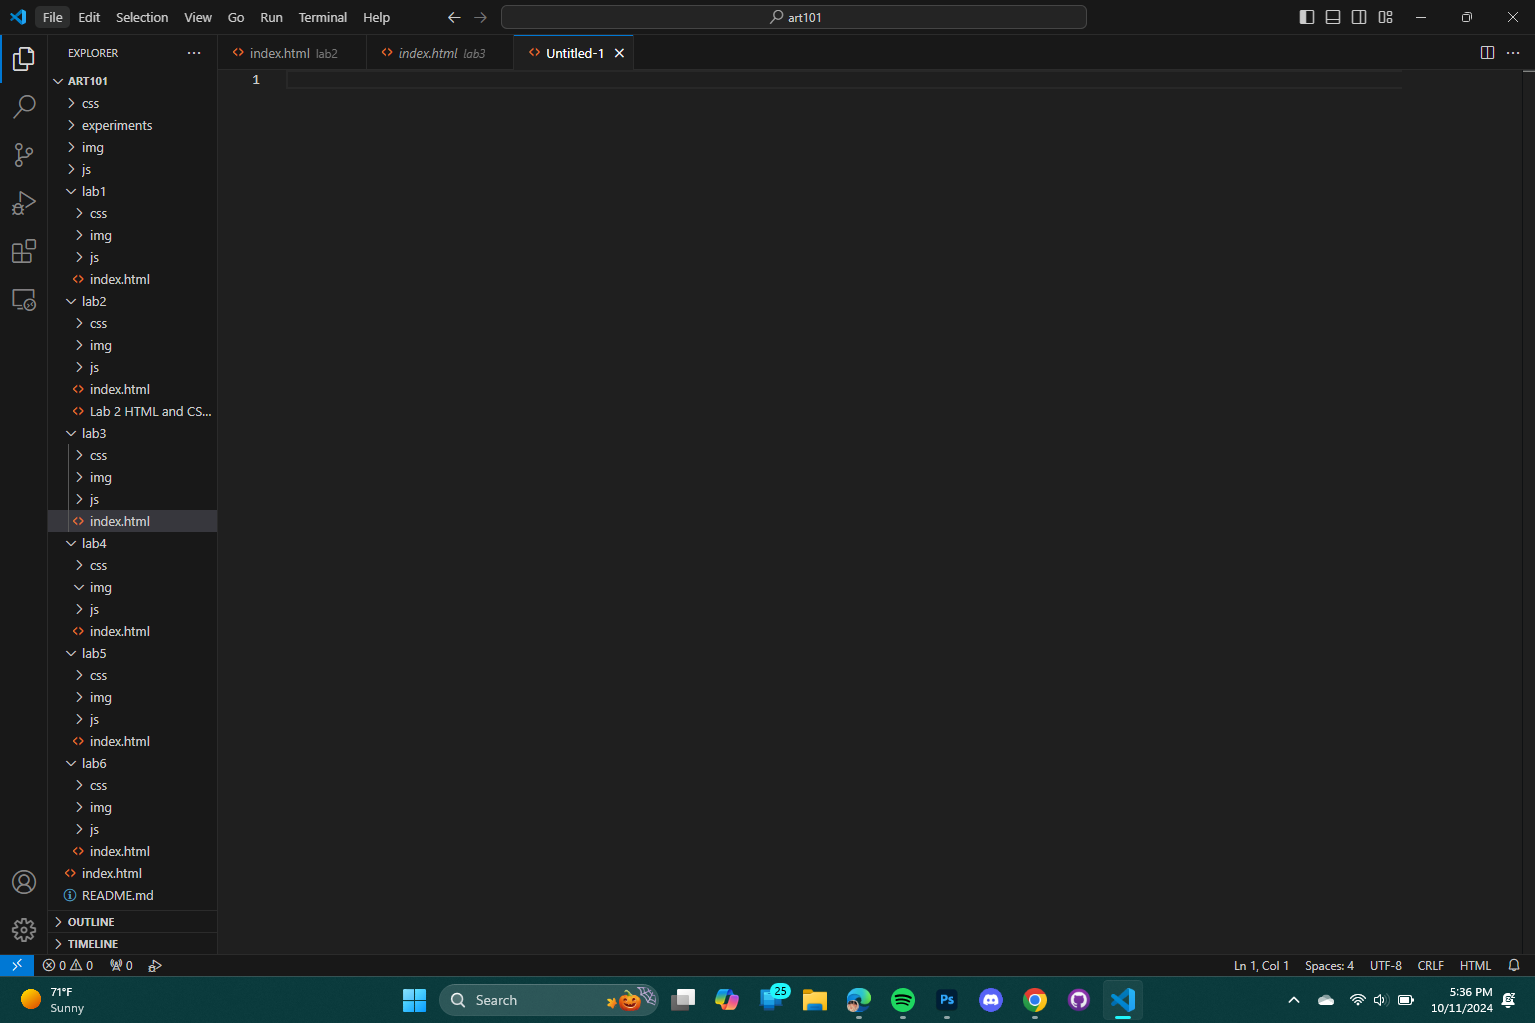 File Edit Selection View Go Run Terminal Help
art101
EXPLORER
index.html lab2
index.html lab3
Untitled-1
ART101
1
css
experiments
img
js
lab1
css
img
js
index.html
lab2
css
img
js
index.html
Lab 2 HTML and CS...
lab3
css
img
js
index.html
lab4
css
img
js
index.html
lab5
css
img
js
index.html
lab6
css
img
js
index.html
index.html
README.md
OUTLINE
TIMELINE
0 0 0
Ln 1, Col 1 Spaces: 4 UTF-8 CRLF HTML
71°F
Sunny
Search
25
Ps
5:36 PM
10/11/2024